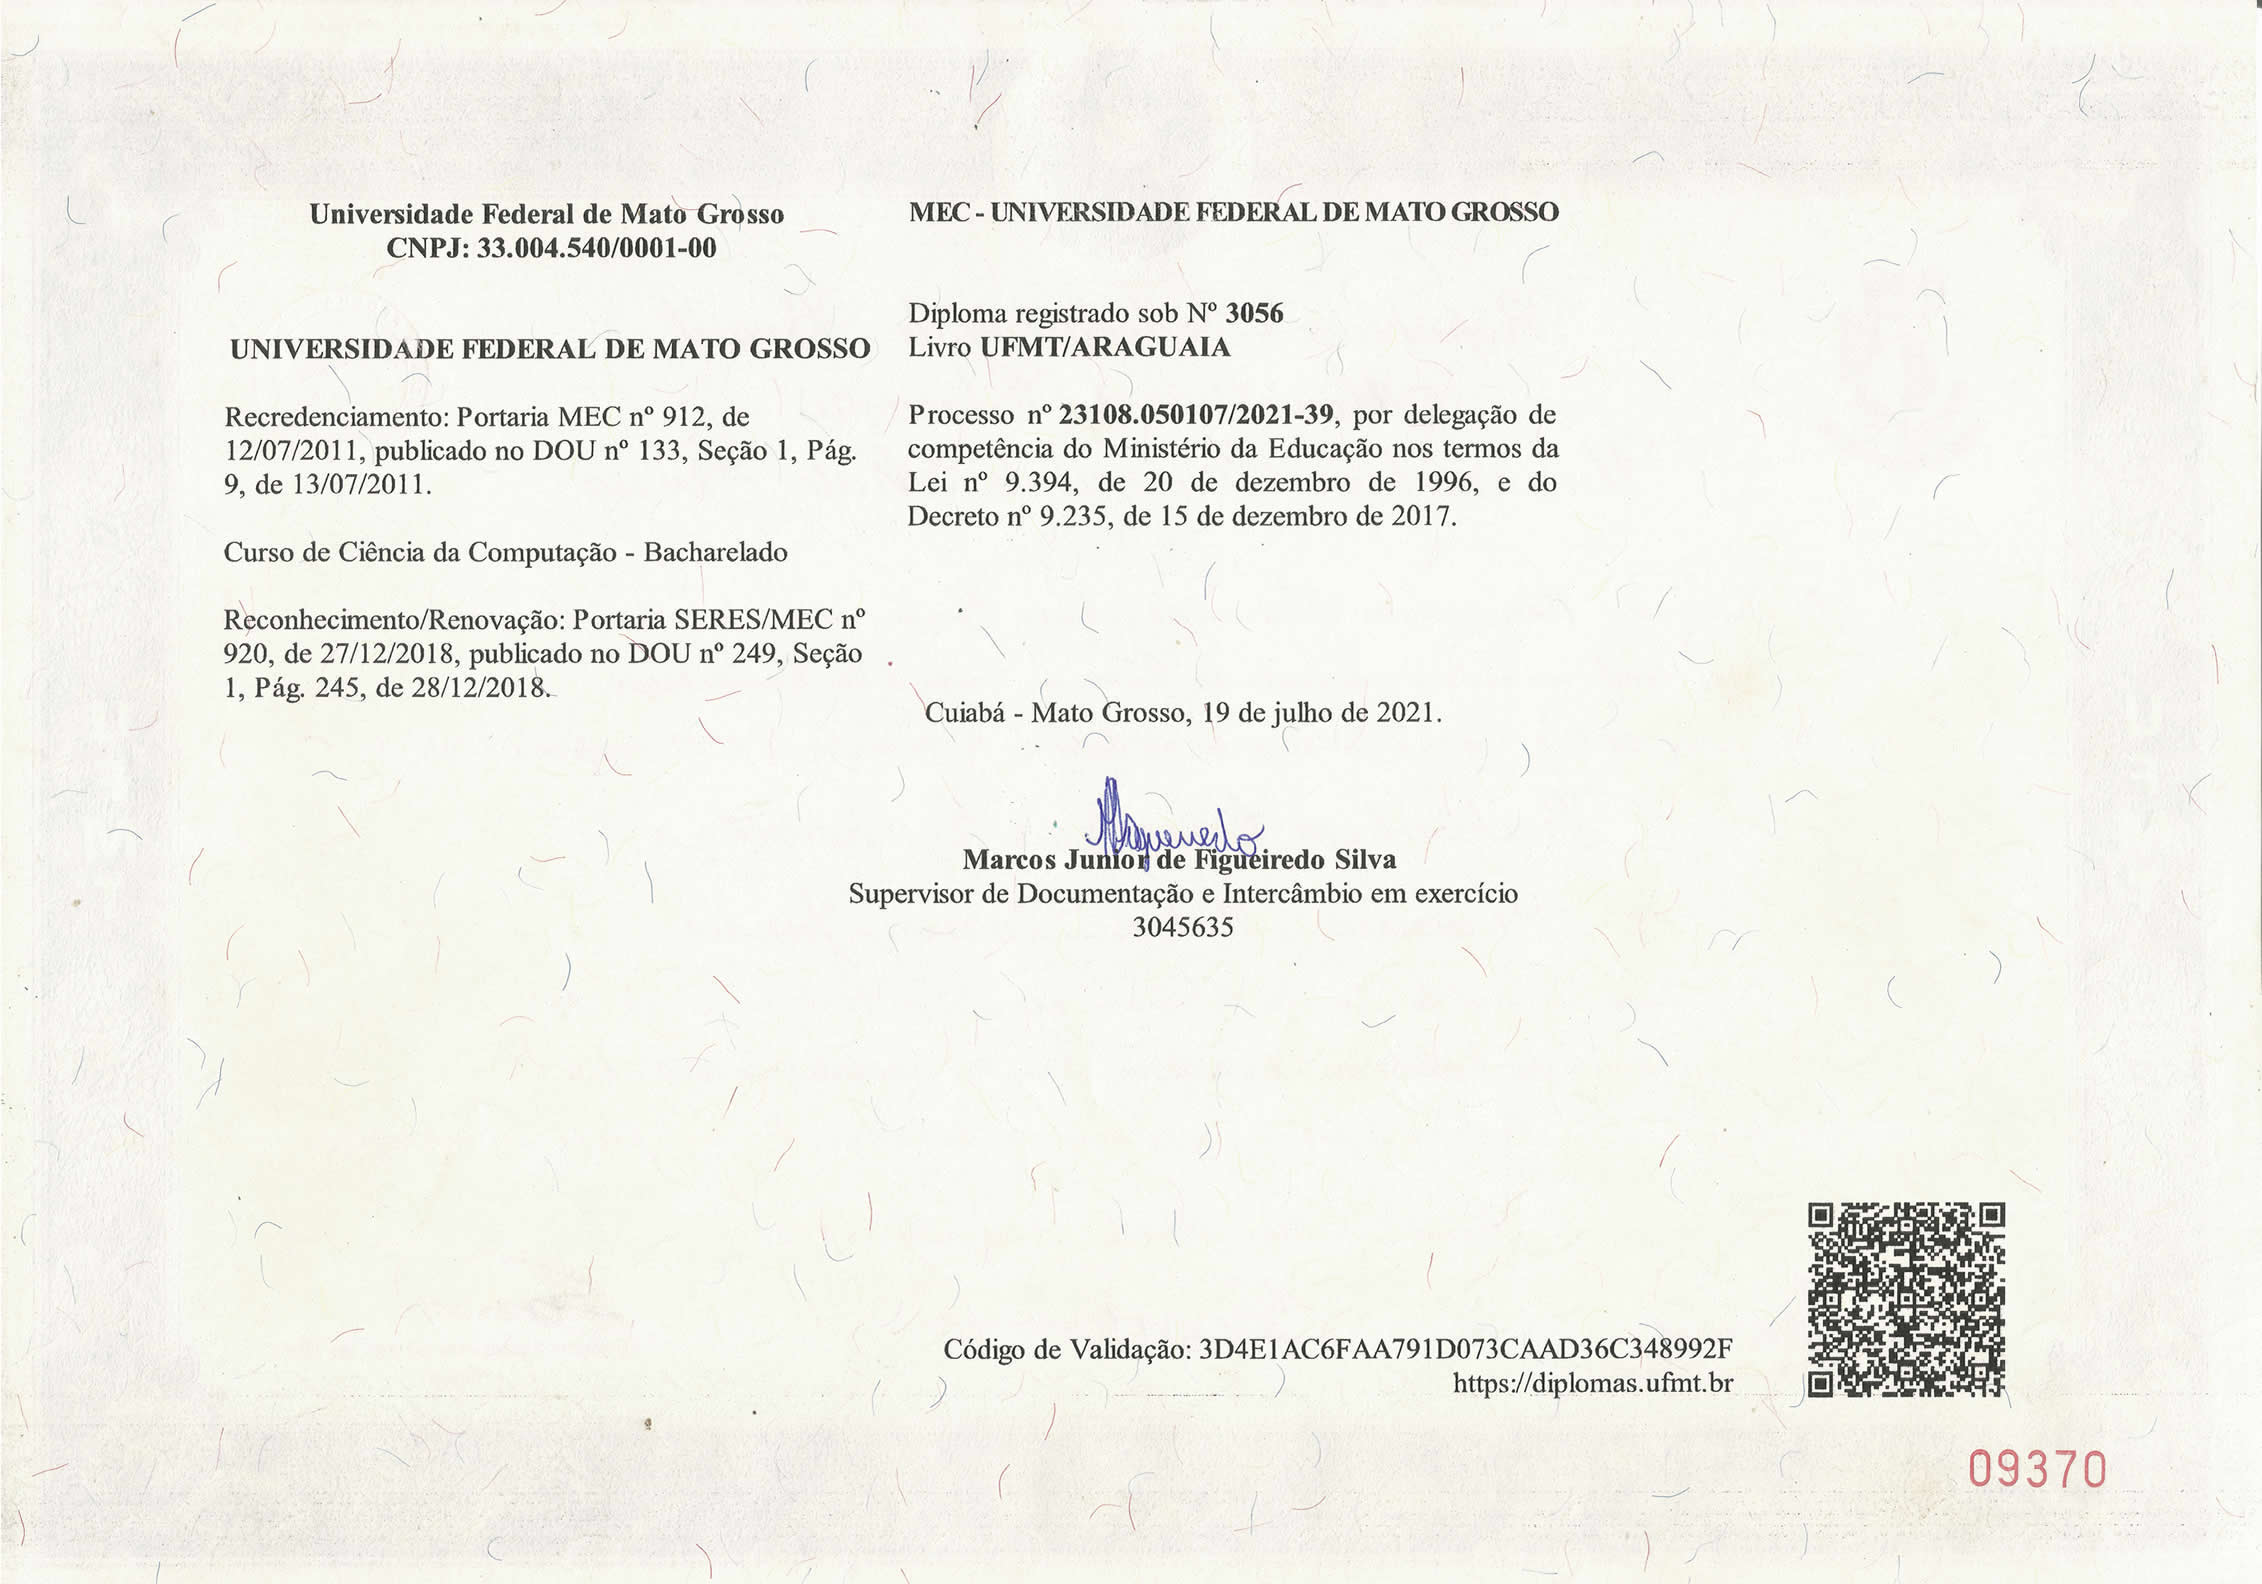 Universidade Federal de Mato Grosso
CNPJ: 33.004.540/0001-00
UNIVERSIDADE FEDERAL DE MATO GROSSO
Recredenciamento: Portaria MEC nº 912, de
12/07/2011, publicado no DOU nº 133, Seção 1, Pág.
9, de 13/07/2011.
Curso de Ciência da Computação - Bacharelado
Reconhecimento/Renovação: Portaria SERES/MEC nº
920, de 27/12/2018, publicado no DOU nº 249, Seção
1, Pág. 245, de 28/12/2018.
MEC - UNIVERSIDADE FEDERAL DE MATO GROSSO
Diploma registrado sob Nº 3056
Livro UFMT/ARAGUAIA
Processo nº 23108.050107/2021-39, por delegação de
competência do Ministério da Educação nos termos da
Lei nº 9.394, de 20 de dezembro de 1996, e do
Decreto nº 9.235, de 15 de dezembro de 2017.
Cuiabá - Mato Grosso, 19 de julho de 2021.
Marcos Junior de Figueiredo Silva
Supervisor de Documentação e Intercâmbio em exercício
3045635
Código de Validação: 3D4E1AC6FAA791D073CAAD36C348992F
https://diplomas.ufmt.br
09370